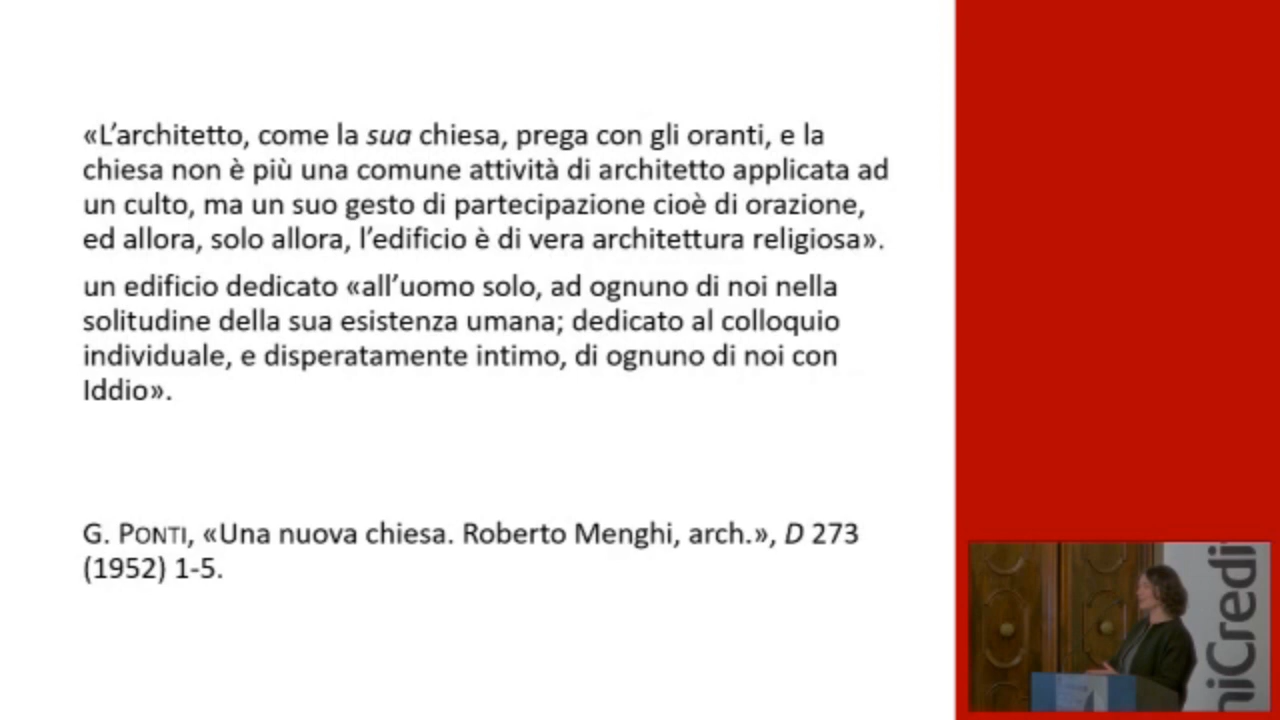 «L’architetto, come la sua chiesa, prega con gli oranti, e la
chiesa non è più una comune attività di architetto applicata ad
un culto, ma un suo gesto di partecipazione cioè di orazione,
ed allora, solo allora, l’edificio è di vera architettura religiosa».
un edificio dedicato «all’uomo solo, ad ognuno di noi nella
solitudine della sua esistenza umana; dedicato al colloquio
individuale, e disperatamente intimo, di ognuno di noi con
Iddio».
G. PONTI, «Una nuova chiesa. Roberto Menghi, arch.», D 273
(1952) 1-5.
niCredi